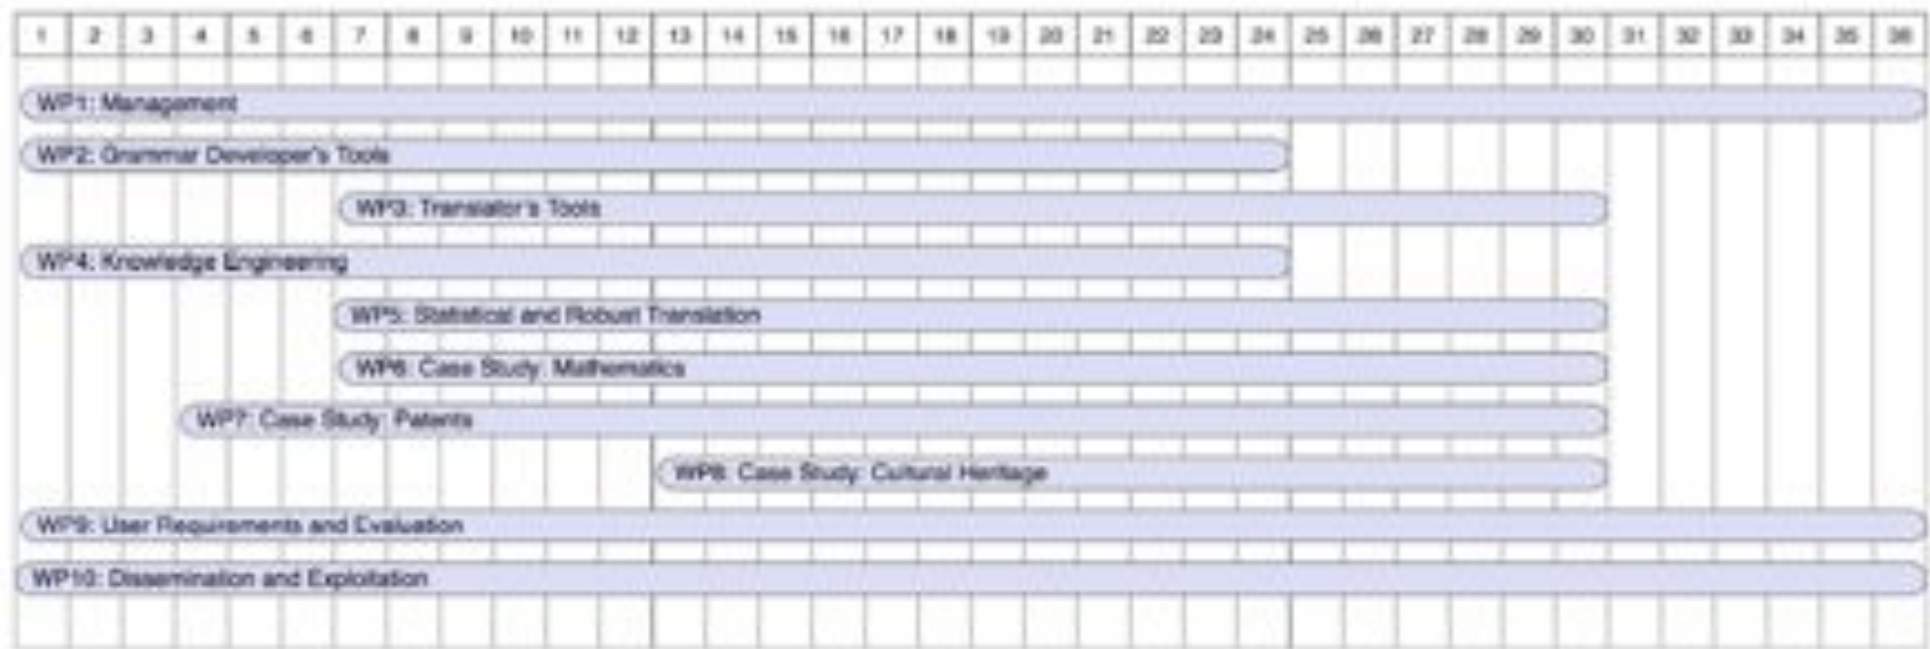 1 2 3 4 5 6 7 8 9 10 11 12 13 14 15 16 17 18 19 20 21 22 23 24 25 26 27 28 29 30 31 32 33 34 35 36
WP1: Management
WP2: Grammar Developer's Tools
WP3: Translator's Tools
WP4: Knowledge Engineering
WP5: Statistical and Robust Translation
WP6: Case Study: Mathematics
WP7: Case Study: Patents
WP8: Case Study: Cultural Heritage
WP9: User Requirements and Evaluation
WP10: Dissemination and Exploitation